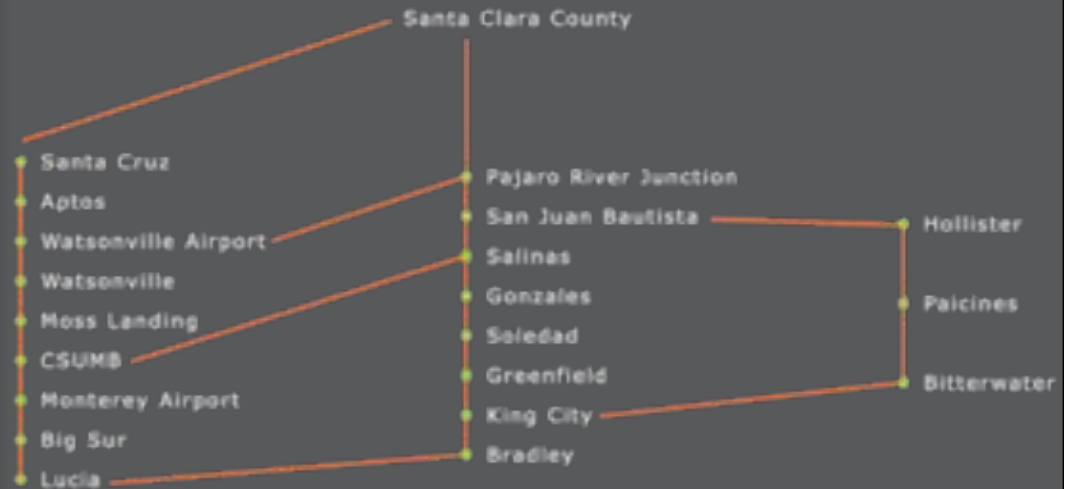 Santa Clara County
Santa Cruz
Aptos
Watsonville Airport
Watsonville
Moss Landing
CSUMB
Monterey Airport
Big Sur
Lucia
Pajaro River Junction
San Juan Bautista
Salinas
Gonzales
Soledad
Greenfield
King City
Bradley
Hollister
Paicines
Bitterwater